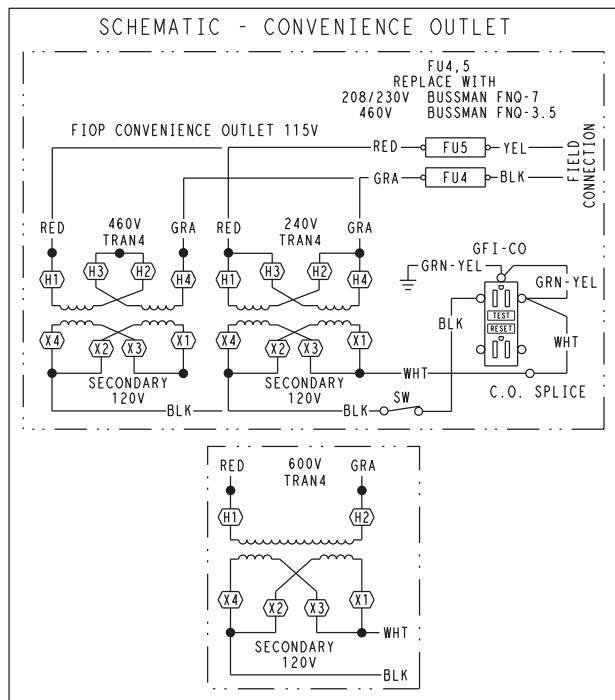 SCHEMATIC - CONVENIENCE OUTLET
FU4,5
REPLACE WITH
208/230V BUSSMAN FNQ-7
460V BUSSMAN FNQ-3.5
FIOP CONVENIENCE OUTLET 115V
RED FU5 YEL
GRA FU4 BLK
FIELD
CONNECTION
RED 460V GRA RED 240V GRA
TRAN4 TRAN4
H1 H3 H2 H4 H1 H3 H2 H4
GFI-CO
GRN-YEL
GRN-YEL
BLK
TEST
RESET
WHT
X4 X2 X3 X1 X4 X2 X3 X1
SECONDARY SECONDARY WHT
120V 120V
C.O. SPLICE
BLK BLK SW
RED 600V GRA
TRAN4
H1 H2
X4 X2 X3 X1
WHT
SECONDARY
120V
BLK